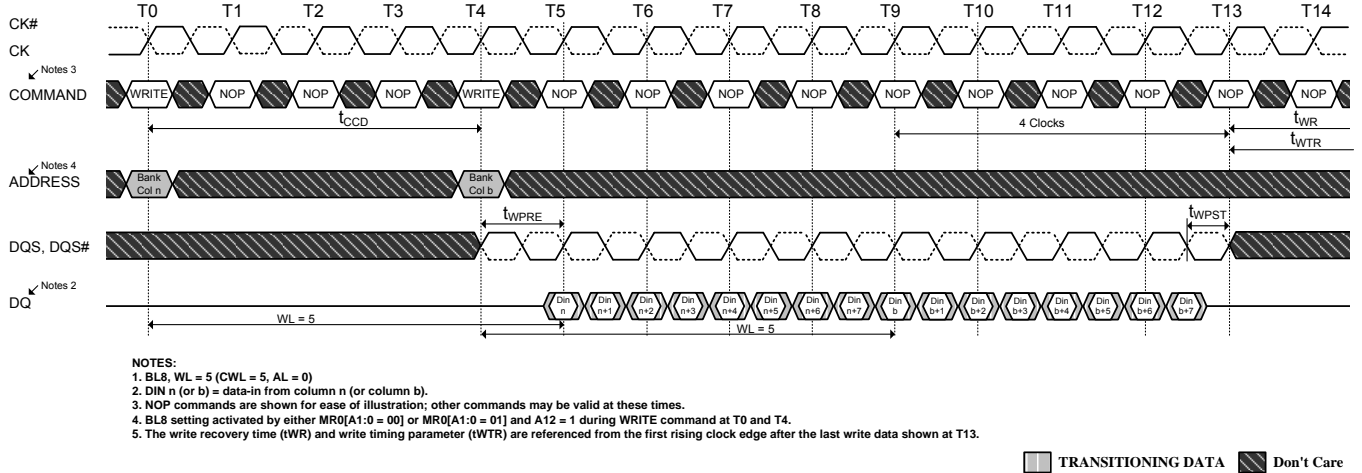 T0 T1 T2 T3 T4 T5 T6 T7 T8 T9 T10 T11 T12 T13 T14
CK#
CK
Notes 3
COMMAND WRITE NOP NOP NOP WRITE NOP NOP NOP NOP NOP NOP NOP NOP NOP NOP
tCCD 4 Clocks tWR
tWTR
Notes 4
ADDRESS Bank Col n Bank Col b
tWPRE tWPST
DQS, DQS#
Notes 2
DQ Din n Din n+1 Din n+2 Din n+3 Din n+4 Din n+5 Din n+6 Din n+7 Din b Din b+1 Din b+2 Din b+3 Din b+4 Din b+5 Din b+6 Din b+7
WL = 5 WL = 5
NOTES:
1. BL8, WL = 5 (CWL = 5, AL = 0)
2. DIN n (or b) = data-in from column n (or column b).
3. NOP commands are shown for ease of illustration; other commands may be valid at these times.
4. BL8 setting activated by either MR0[A1:0 = 00] or MR0[A1:0 = 01] and A12 = 1 during WRITE command at T0 and T4.
5. The write recovery time (tWR) and write timing parameter (tWTR) are referenced from the first rising clock edge after the last write data shown at T13.
TRANSITIONING DATA Don't Care